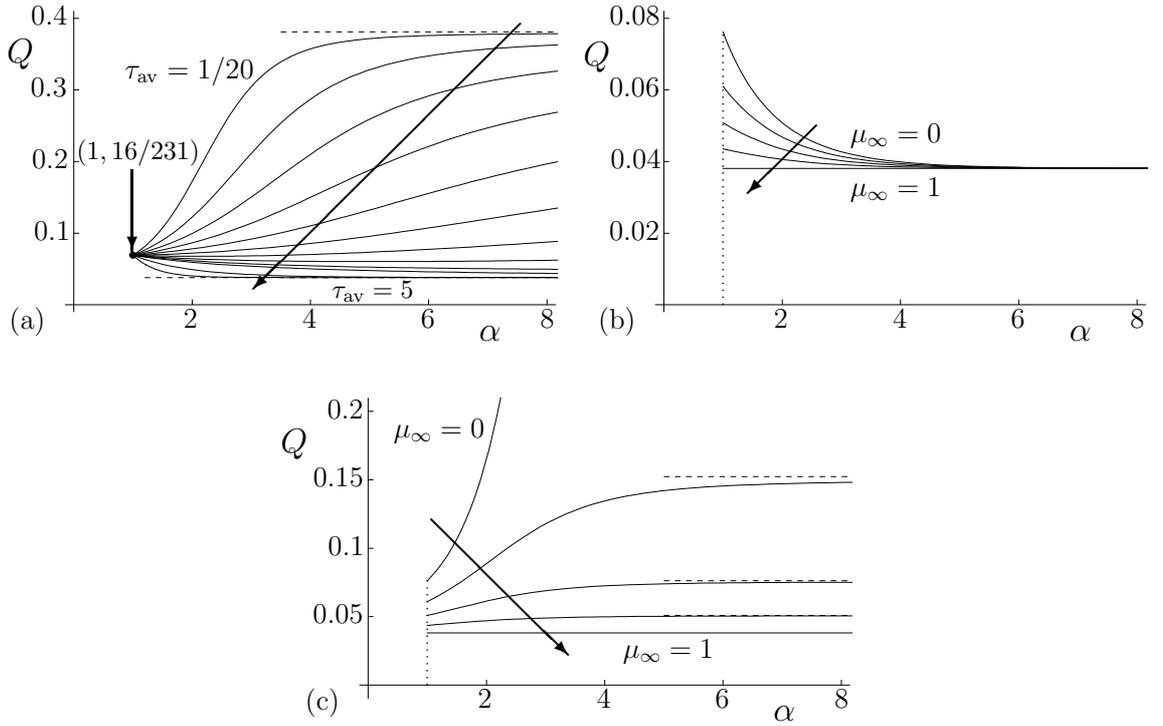 0.4
Q
τav = 1/20
0.3
(1, 16/231)
0.2
0.1
τav = 5
(a)
2
4
6
8
α
0.08
Q
0.06
μ∞ = 0
0.04
μ∞ = 1
0.02
(b)
2
4
6
8
α
0.2
Q
μ∞ = 0
0.15
0.1
0.05
μ∞ = 1
(c)
2
4
6
8
α